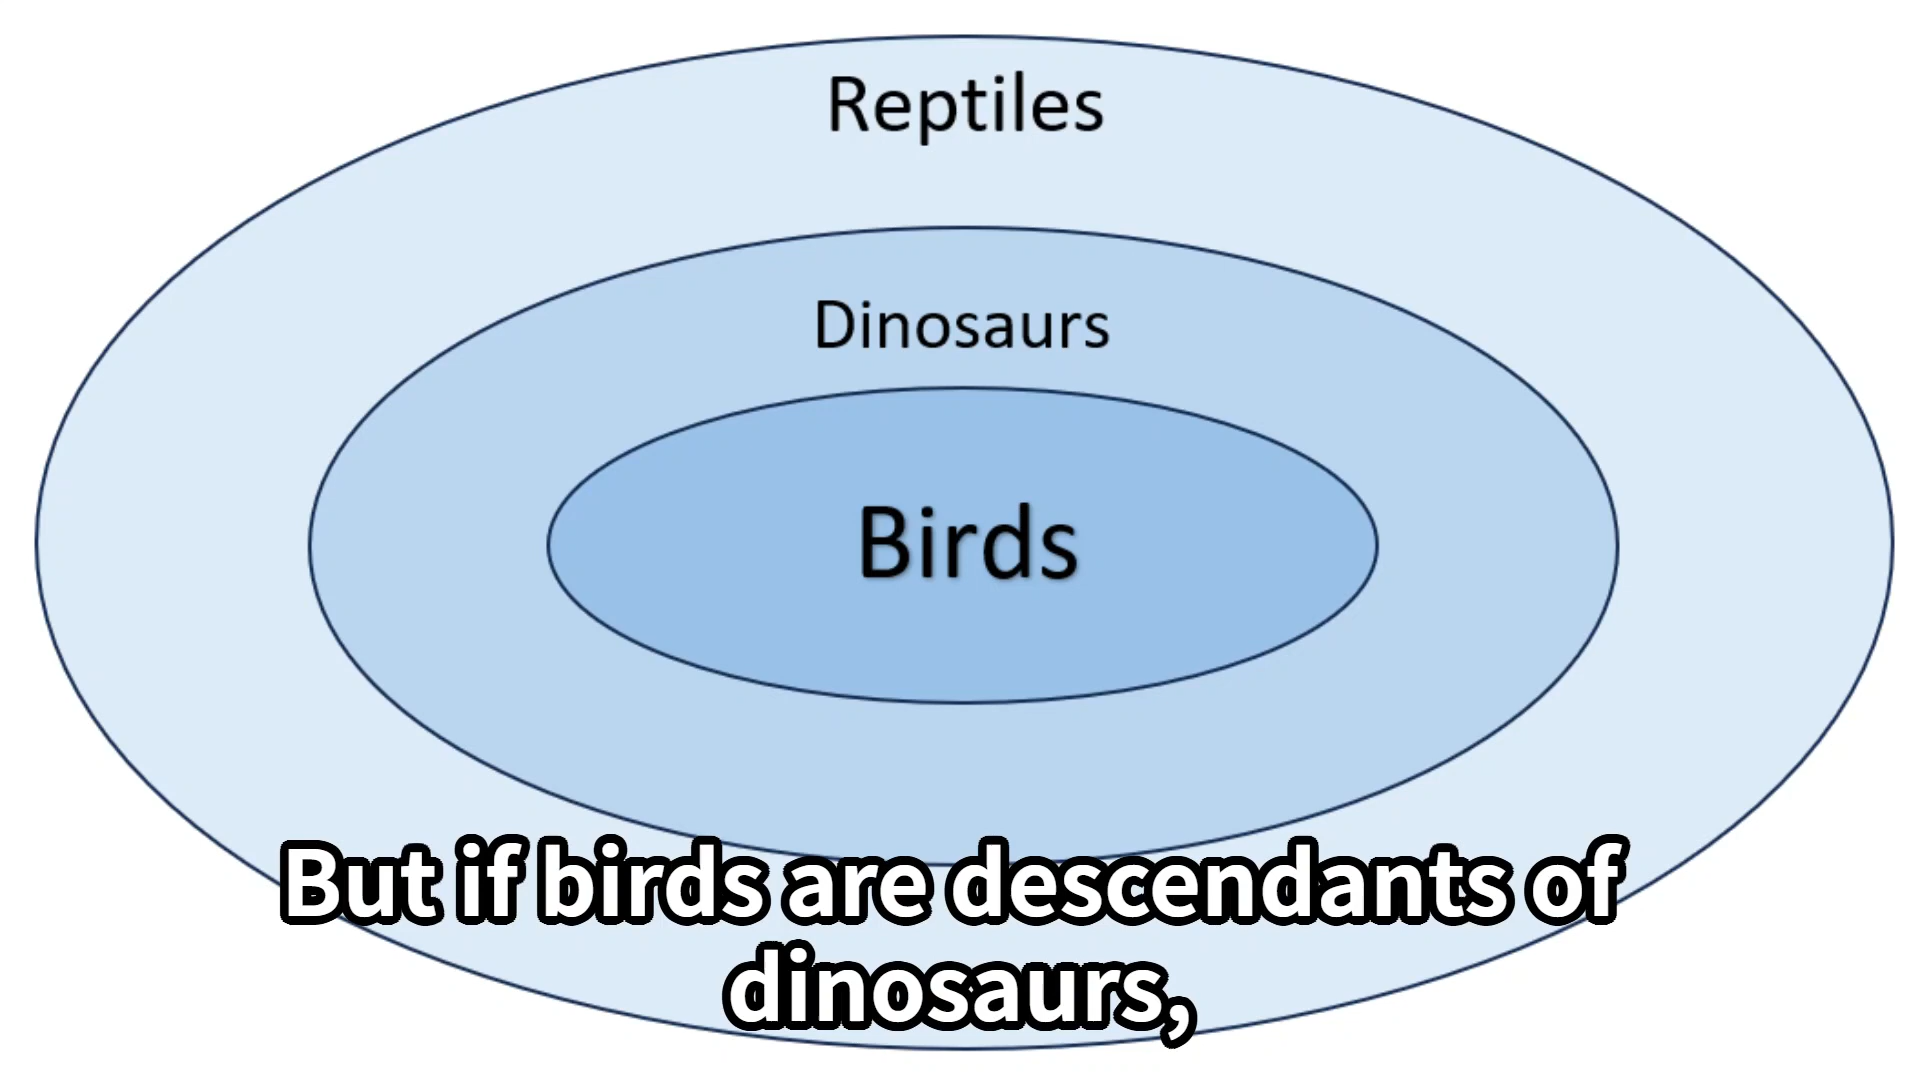 Reptiles
Dinosaurs
Birds
But if birds are descendants of
dinosaurs,